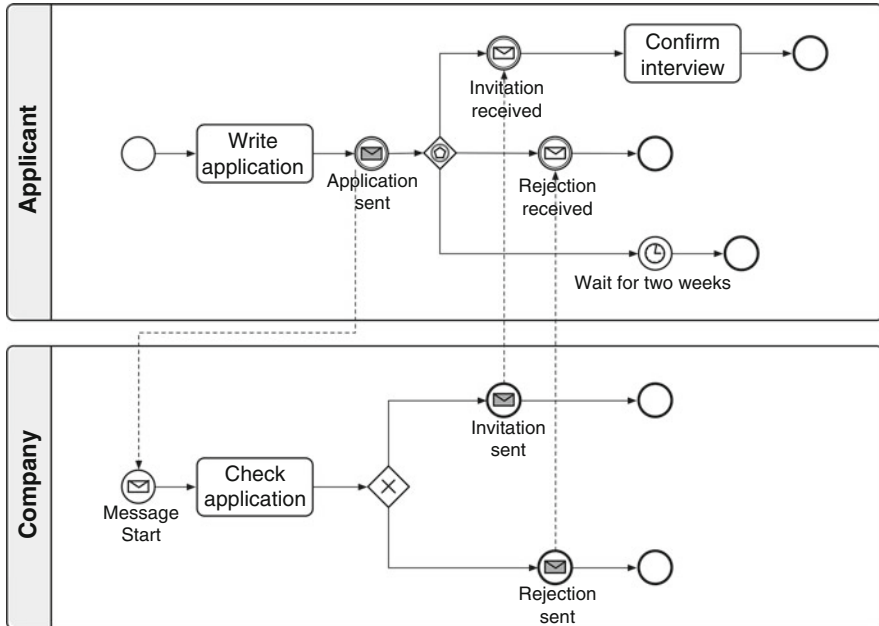 Applicant
Write
application
Application
sent
Invitation
received
Confirm
interview
Rejection
received
Wait for two weeks
Company
Message
Start
Check
application
Invitation
sent
Rejection
sent